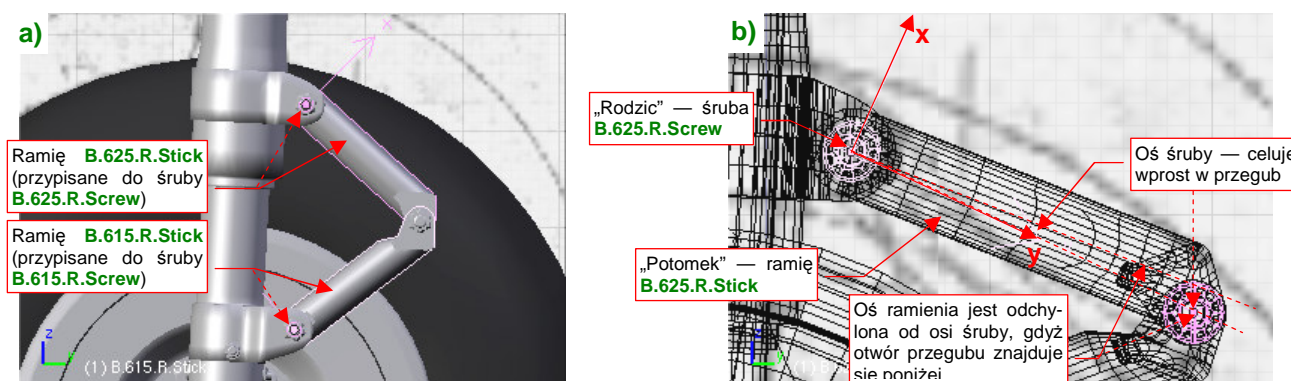 a)
x
Ramię B.625.R.Stick
(przypisane do śruby
B.625.R.Screw)
Ramię B.615.R.Stick
(przypisane do śruby
B.615.R.Screw)
z
(1) B.615.R.Stick
b)
x
„Rodzic” — śruba
B.625.R.Screw
Oś śruby — celuje
wprost w przegub
y
„Potomek” — ramię
B.625.R.Stick
Oś ramienia jest odchy-
lona od osi śruby, gdyż
otwór przegubu znajduje
się poniżej
z
y
(1) B.